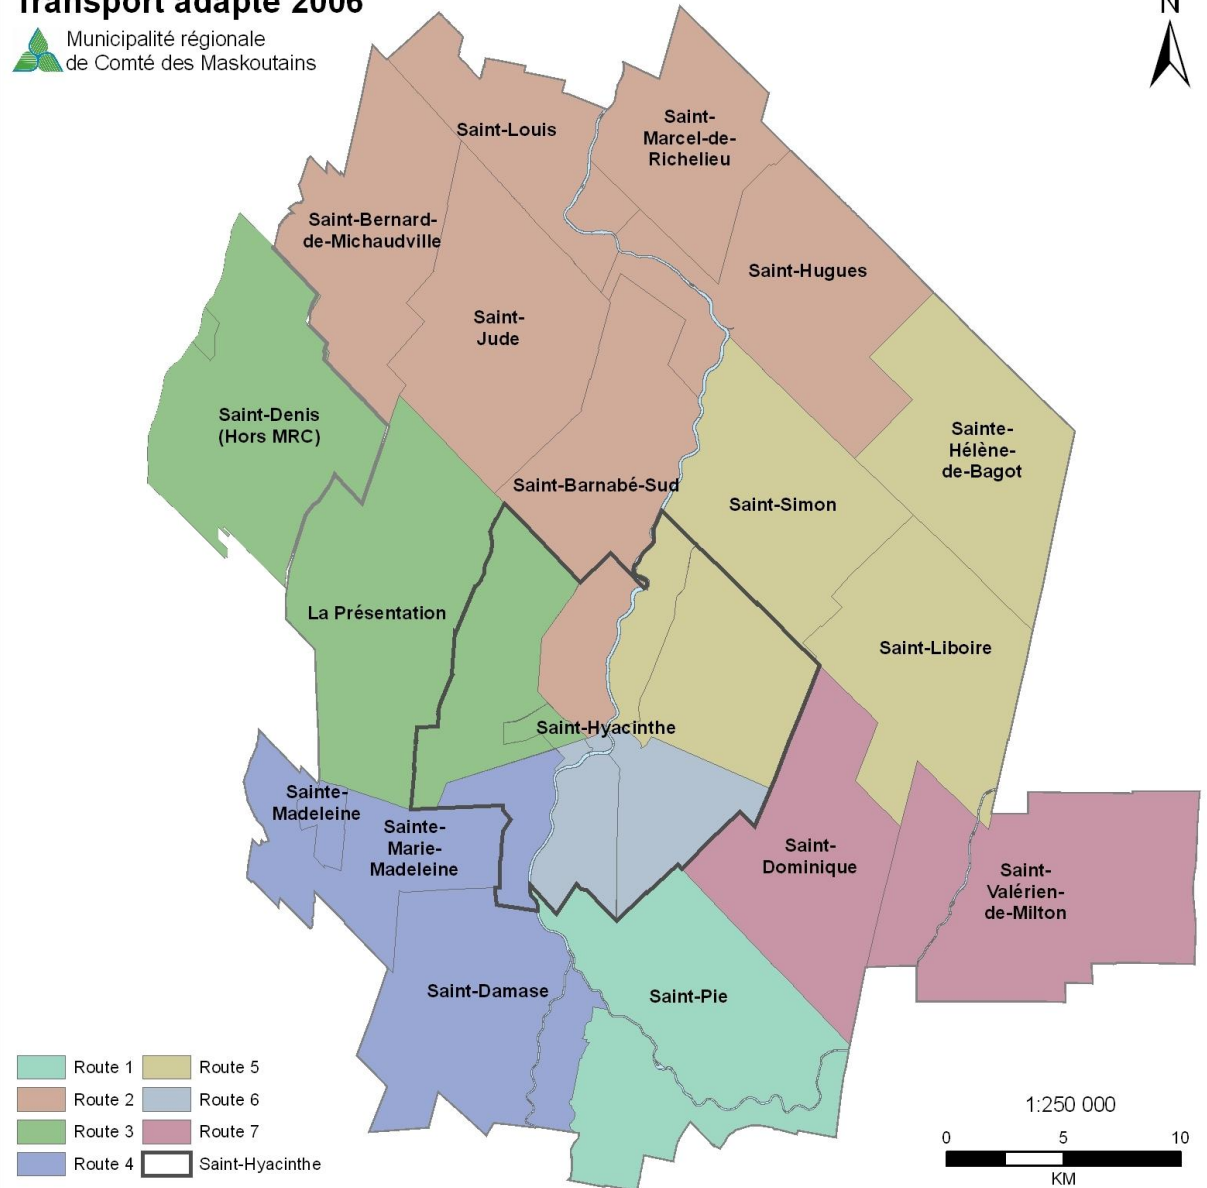 Transport adapté 2006
Municipalité régionale
de Comté des Maskoutains
N
Saint-Louis
Saint-
Marcel-de-
Richelieu
Saint-Bernard-
de-Michaudville
Saint-Hugues
Saint-
Jude
Saint-Denis
(Hors MRC)
Sainte-
Hélène-
de-Bagot
Saint-Barnabé-Sud
Saint-Simon
La Présentation
Saint-Liboire
Saint-Hyacinthe
Sainte-
Madeleine
Sainte-
Marie-
Madeleine
Saint-
Dominique
Saint-
Valérien-
de-Milton
Saint-Damase
Saint-Pie
Route 1
Route 2
Route 3
Route 4
Route 5
Route 6
Route 7
Saint-Hyacinthe
1:250 000
0 5 10
KM